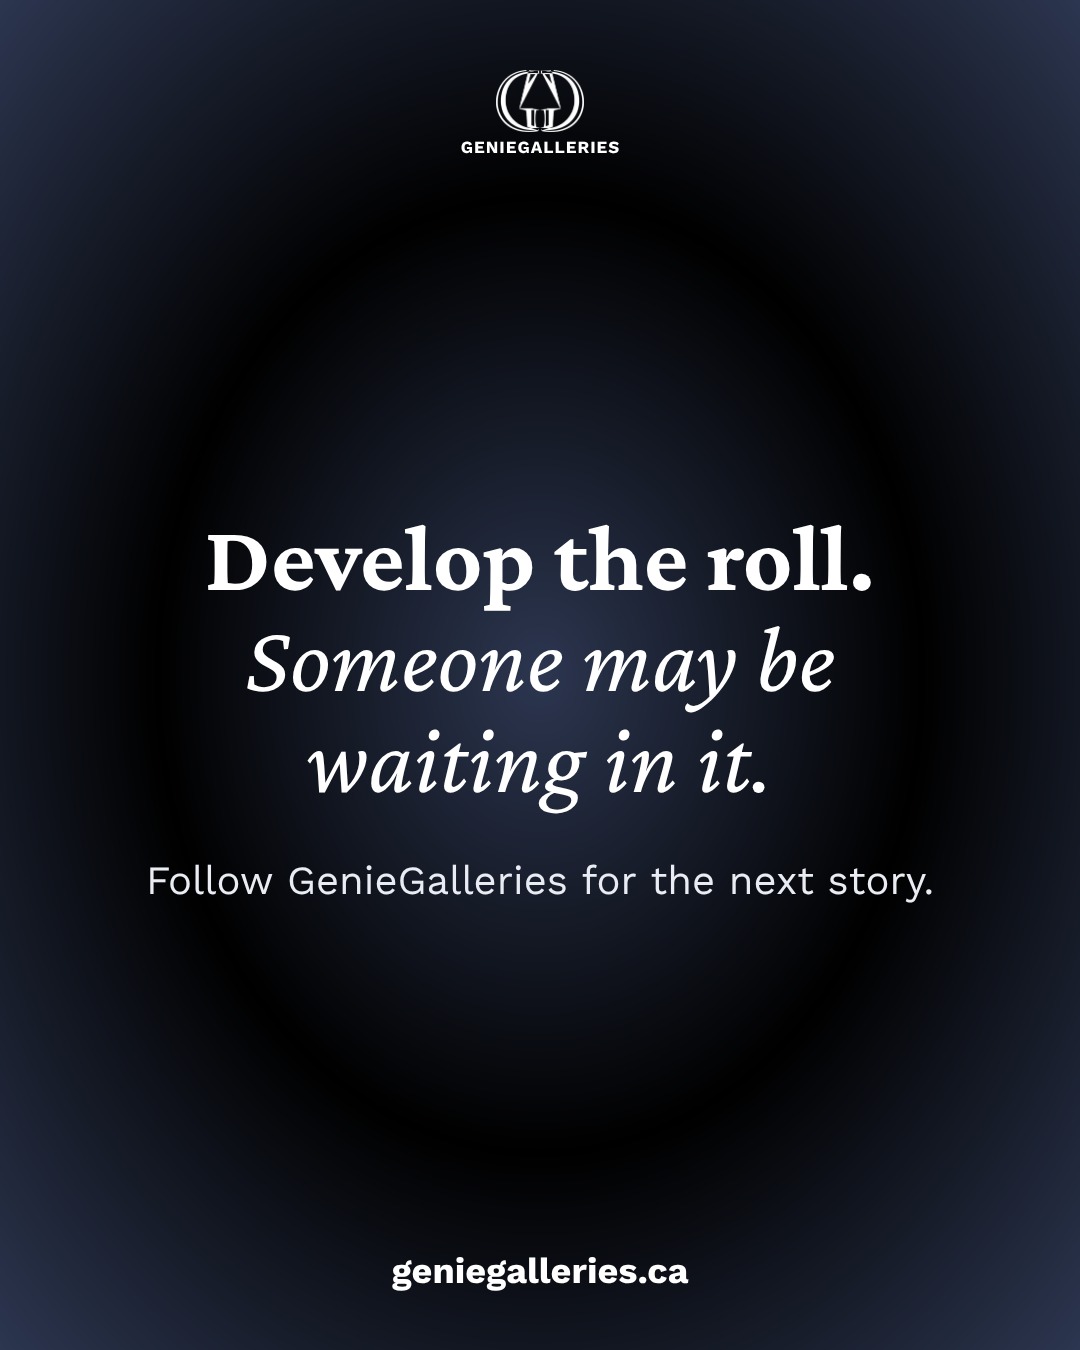 GENIEGALLERIES
Develop the roll.
Someone may be
waiting in it.
Follow GenieGalleries for the next story.
geniegalleries.ca